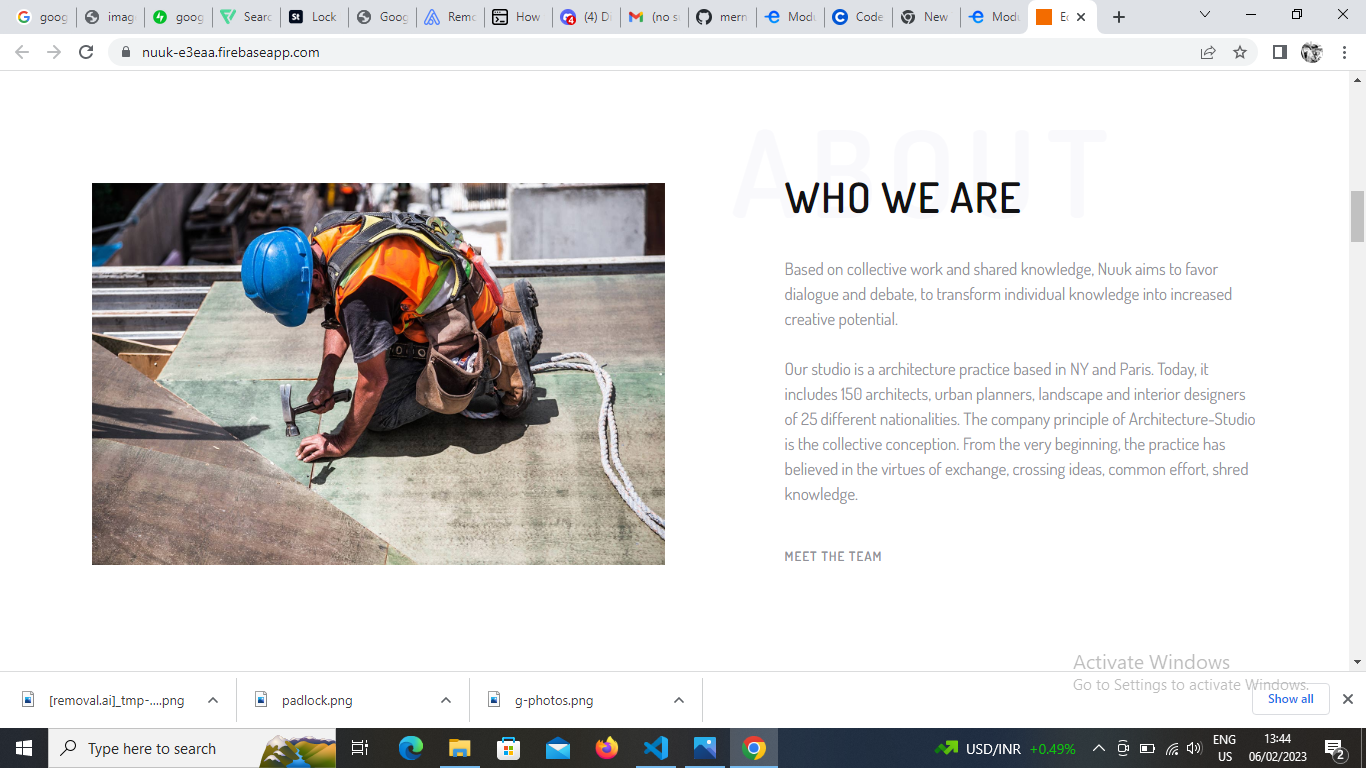 goog
imag
goog
Searc
Lock
Goog
Remo
How
(4) Di
(no su
mern
Modu
Code
New
Modu
Ec
nuuk-e3eaa.firebaseapp.com
ABOUT
WHO WE ARE
Based on collective work and shared knowledge, Nuuk aims to favor
dialogue and debate, to transform individual knowledge into increased
creative potential.
Our studio is a architecture practice based in NY and Paris. Today, it
includes 150 architects, urban planners, landscape and interior designers
of 25 different nationalities. The company principle of Architecture-Studio
is the collective conception. From the very beginning, the practice has
believed in the virtues of exchange, crossing ideas, common effort, shred
knowledge.
MEET THE TEAM
Activate Windows
Go to Settings to activate Windows.
[removal.ai]_tmp-....png
padlock.png
g-photos.png
Show all
Type here to search
USD/INR +0.49%
ENG
US
13:44
06/02/2023
2